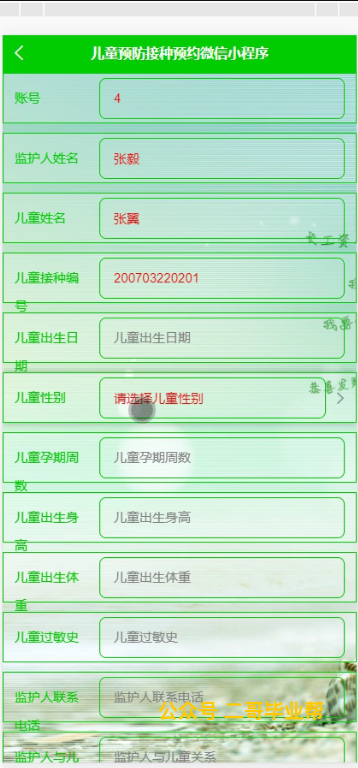 儿童预防接种预约微信小程序
账号
4
监护人姓名
张毅
儿童姓名
张翼
长工资
儿童接种编
号
200703220201
儿童出生日
期
儿童出生日期
儿童性别
请选择儿童性别
恭喜发财
儿童孕期周
数
儿童孕期周数
儿童出生身
高
儿童出生身高
儿童出生体
重
儿童出生体重
儿童过敏史
儿童过敏史
监护人联系
电话
监护人联系电话
公众号 二哥毕业帮
监护人与儿
监护人与儿童关系